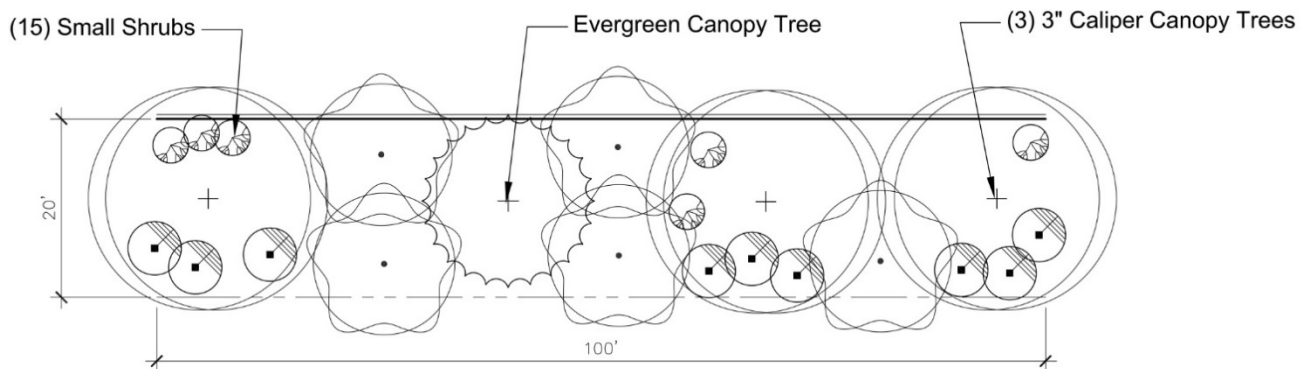 (15) Small Shrubs
Evergreen Canopy Tree
(3) 3" Caliper Canopy Trees
20'
100'